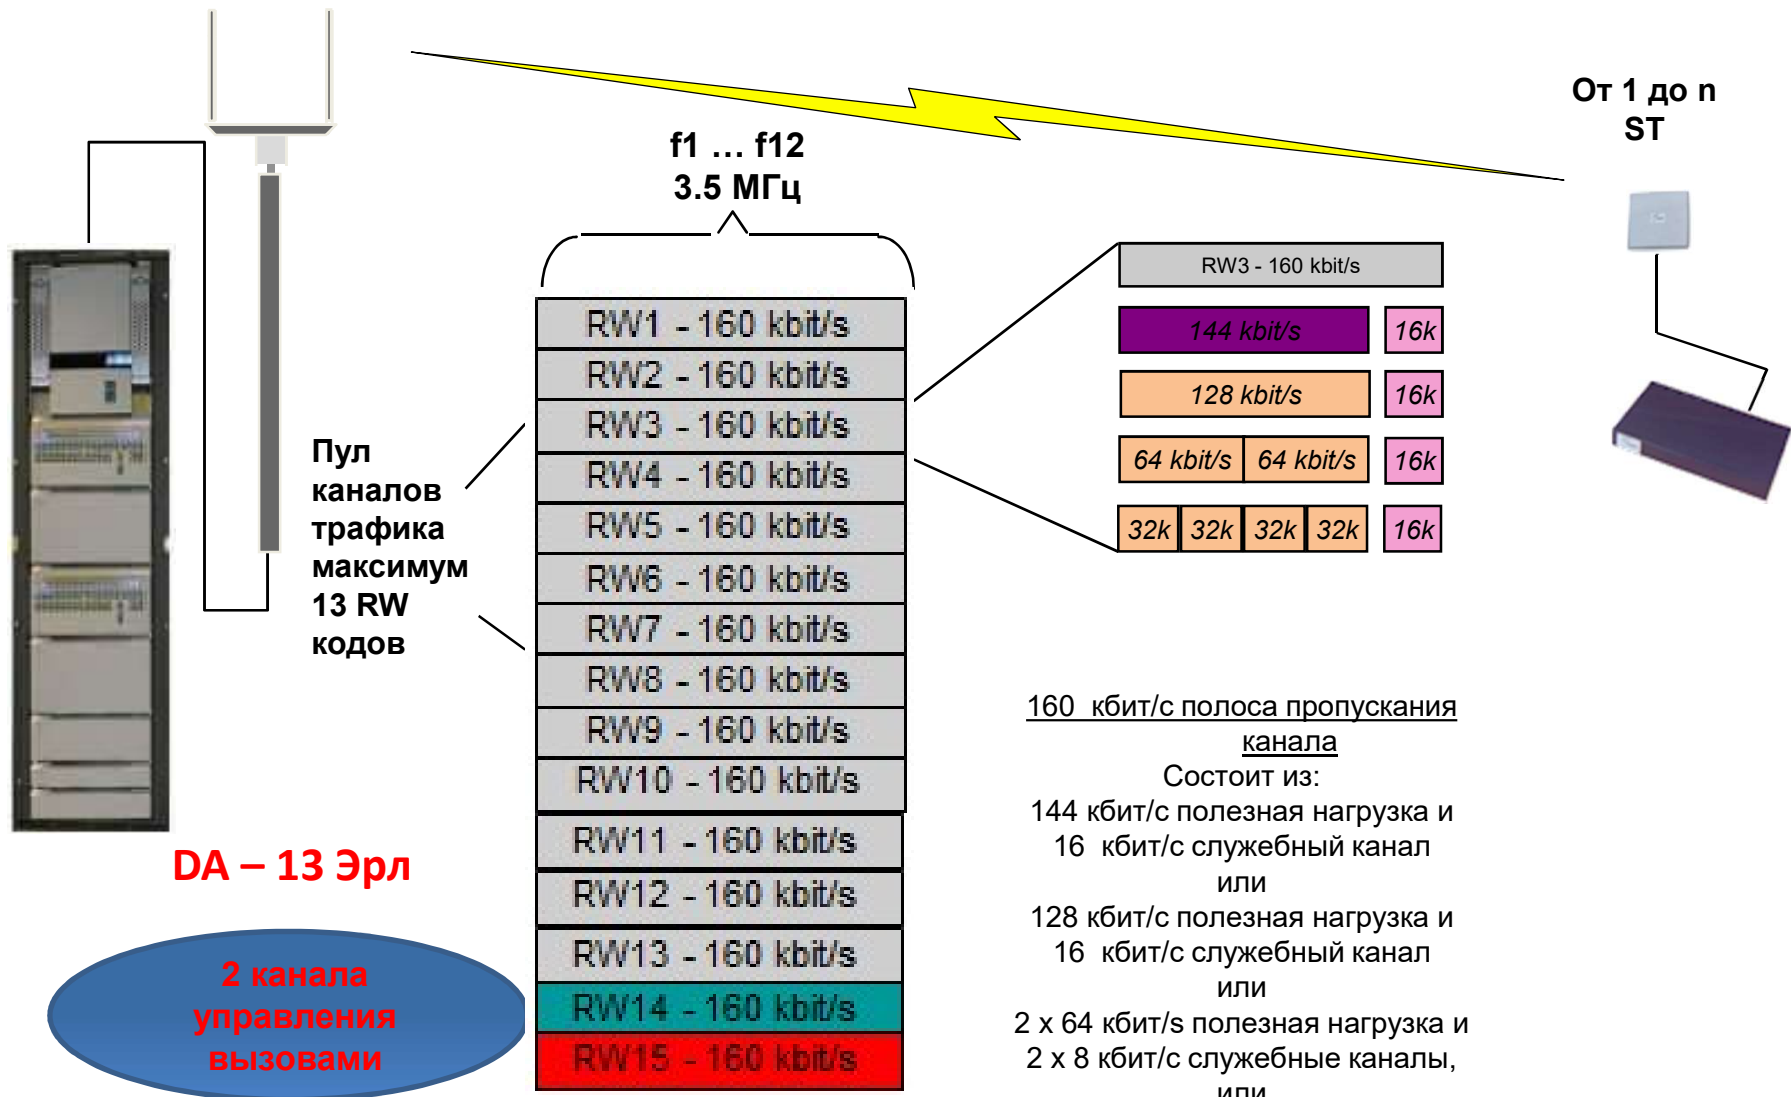 От 1 до n
ST
f1 … f12
3.5 МГц
RW3 - 160 kbit/s
144 kbit/s 16k
128 kbit/s 16k
64 kbit/s 64 kbit/s 16k
32k 32k 32k 32k 16k
RW1 - 160 kbit/s
RW2 - 160 kbit/s
RW3 - 160 kbit/s
RW4 - 160 kbit/s
RW5 - 160 kbit/s
RW6 - 160 kbit/s
RW7 - 160 kbit/s
RW8 - 160 kbit/s
RW9 - 160 kbit/s
RW10 - 160 kbit/s
RW11 - 160 kbit/s
RW12 - 160 kbit/s
RW13 - 160 kbit/s
RW14 - 160 kbit/s
RW15 - 160 kbit/s
Пул
каналов
трафика
максимум
13 RW
кодов
DA – 13 Эрл
2 канала
управления
вызовами
160 кбит/с полоса пропускания
канала
Состоит из:
144 кбит/с полезная нагрузка и
16 кбит/с служебный канал
или
128 кбит/с полезная нагрузка и
16 кбит/с служебный канал
или
2 x 64 кбит/s полезная нагрузка и
2 x 8 кбит/с служебные каналы,
или